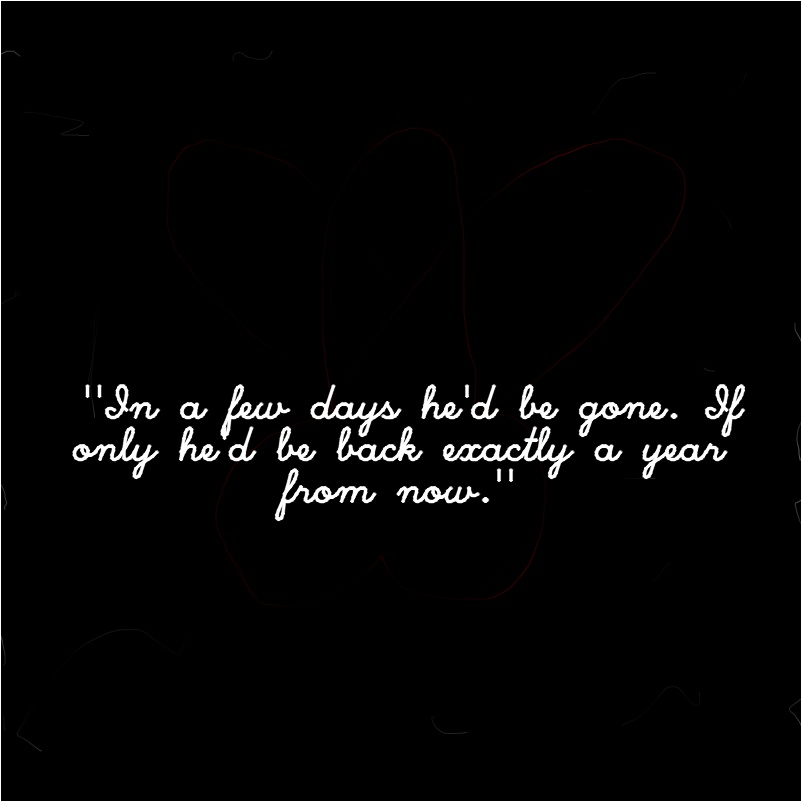 "In a few days he'd be gone. If
only he'd be back exactly a year
from now."